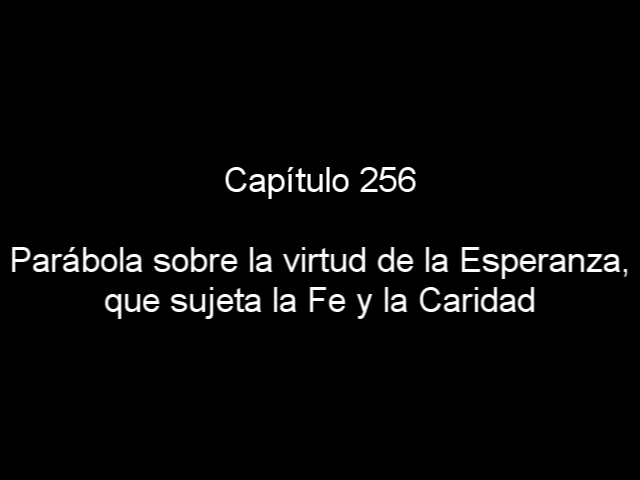 Capítulo 256
Parábola sobre la virtud de la Esperanza,
que sujeta la Fe y la Caridad